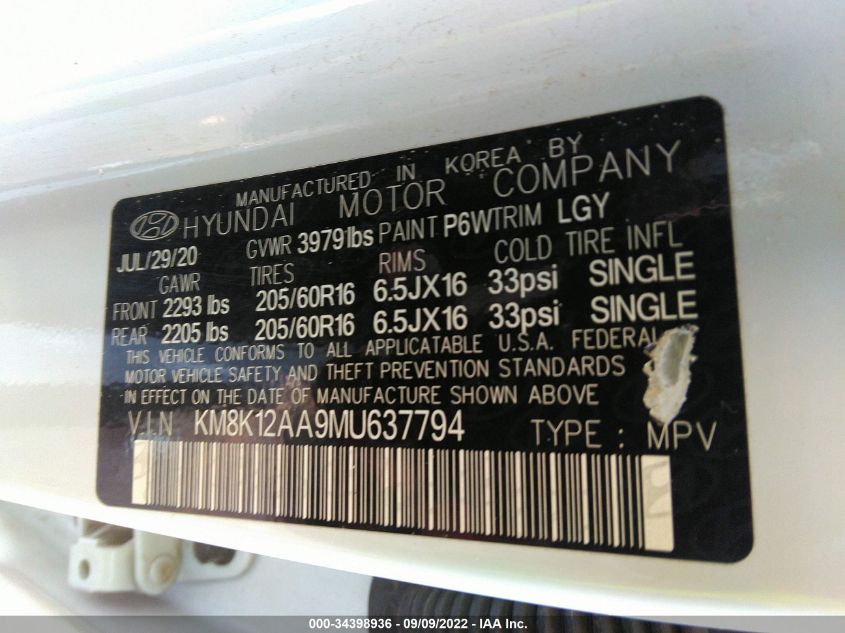 MANUFACTURED IN KOREA BY
HYUNDAI MOTOR COMPANY
JUL/29/20 GVWR 3979lbs PAINT P6W TRIM LGY
GAWR TIRES RIMS COLD TIRE INFL
FRONT 2293 lbs 205/60R16 6.5JX16 33psi SINGLE
REAR 2205 lbs 205/60R16 6.5JX16 33psi SINGLE
THIS VEHICLE CONFORMS TO ALL APPLICATABLE U.S.A. FEDERAL
MOTOR VEHICLE SAFETY AND THEFT PREVENTION STANDARDS
IN EFFECT ON THE DATE OF MANUFACTURE SHOWN ABOVE
VIN KM8K12AA9MU637794 TYPE : MPV
000-34398936 - 09/09/2022 - IAA Inc.